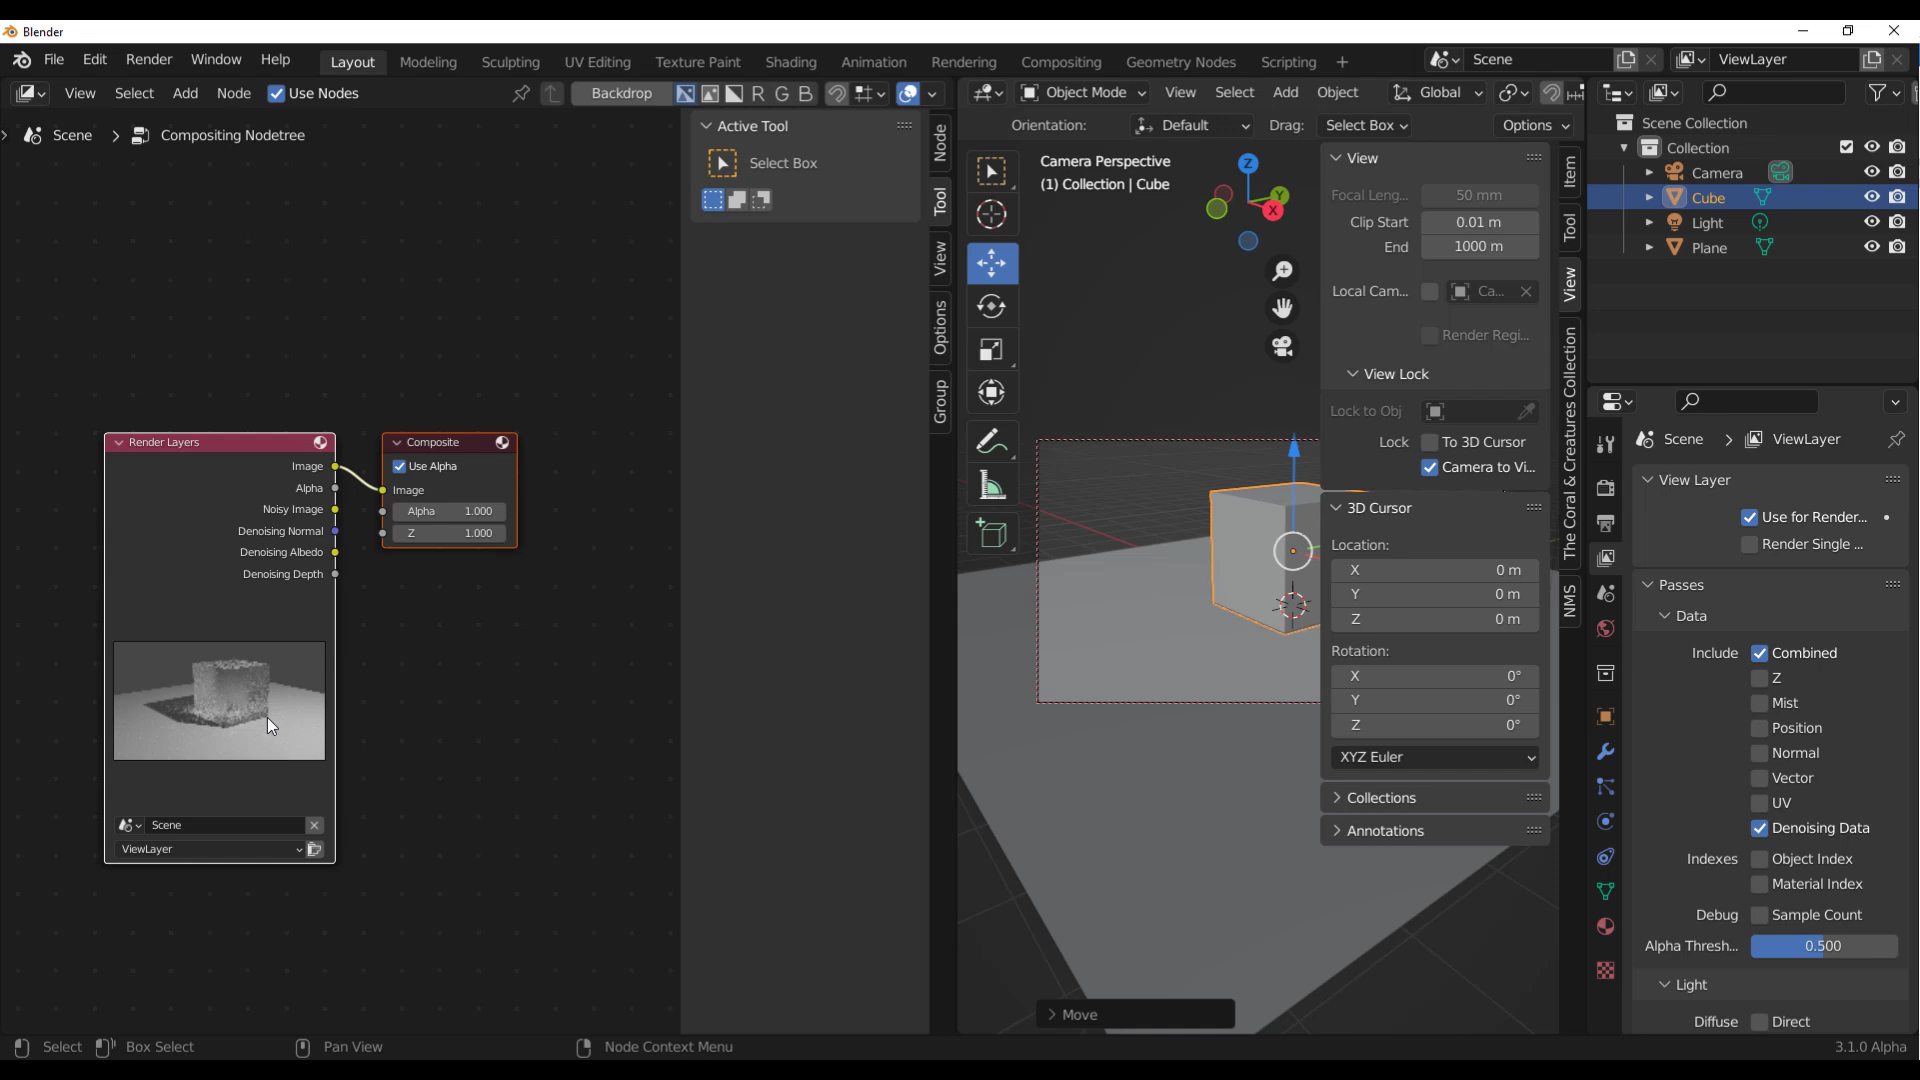 Blender
File Edit Render Window Help Layout Modeling Sculpting UV Editing Texture Paint Shading Animation Rendering Compositing Geometry Nodes Scripting + Scene ViewLayer
View Select Add Node Use Nodes Backdrop R G B
Scene > Compositing Nodetree
Active Tool
Select Box
Node
Tool
View
Options
Group
Render Layers
Image
Alpha
Noisy Image
Denoising Normal
Denoising Albedo
Denoising Depth
Scene
ViewLayer
Composite
Use Alpha
Image
Alpha 1.000
Z 1.000
Object Mode View Select Add Object Global
Orientation: Default Drag: Select Box Options
Camera Perspective
(1) Collection | Cube
Z
Y
X
View
Focal Leng... 50 mm
Clip Start 0.01 m
End 1000 m
Local Cam... Ca...
Render Regi...
View Lock
Lock to Obj
Lock To 3D Cursor
Camera to Vi...
3D Cursor
Location:
X 0 m
Y 0 m
Z 0 m
Rotation:
X 0°
Y 0°
Z 0°
XYZ Euler
Collections
Annotations
Item
Tool
View
The Coral & Creatures Collection
NMS
> Move
Scene Collection
Collection
Camera
Cube
Light
Plane
Scene > ViewLayer
View Layer
Use for Render...
Render Single ...
Passes
Data
Include Combined
Z
Mist
Position
Normal
Vector
UV
Denoising Data
Indexes Object Index
Material Index
Debug Sample Count
Alpha Thresh... 0.500
Light
Diffuse Direct
Select Box Select Pan View Node Context Menu 3.1.0 Alpha